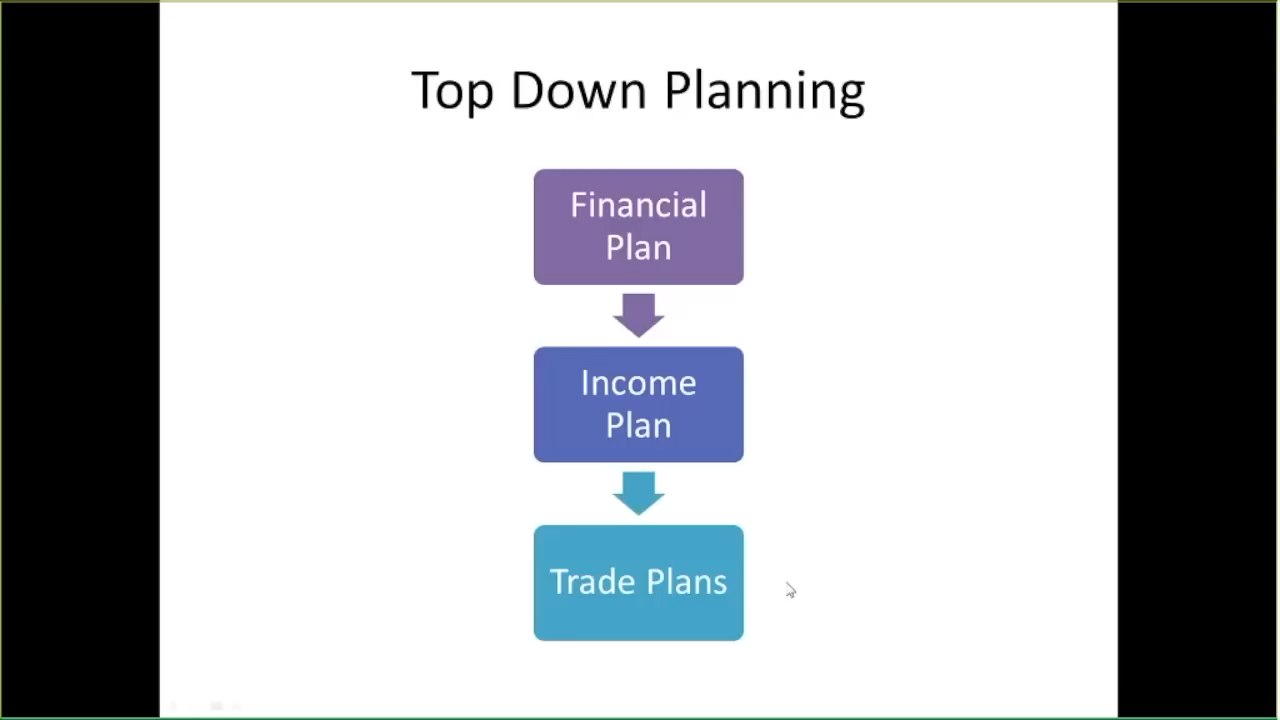 Top Down Planning
Financial
Plan
Income
Plan
Trade Plans